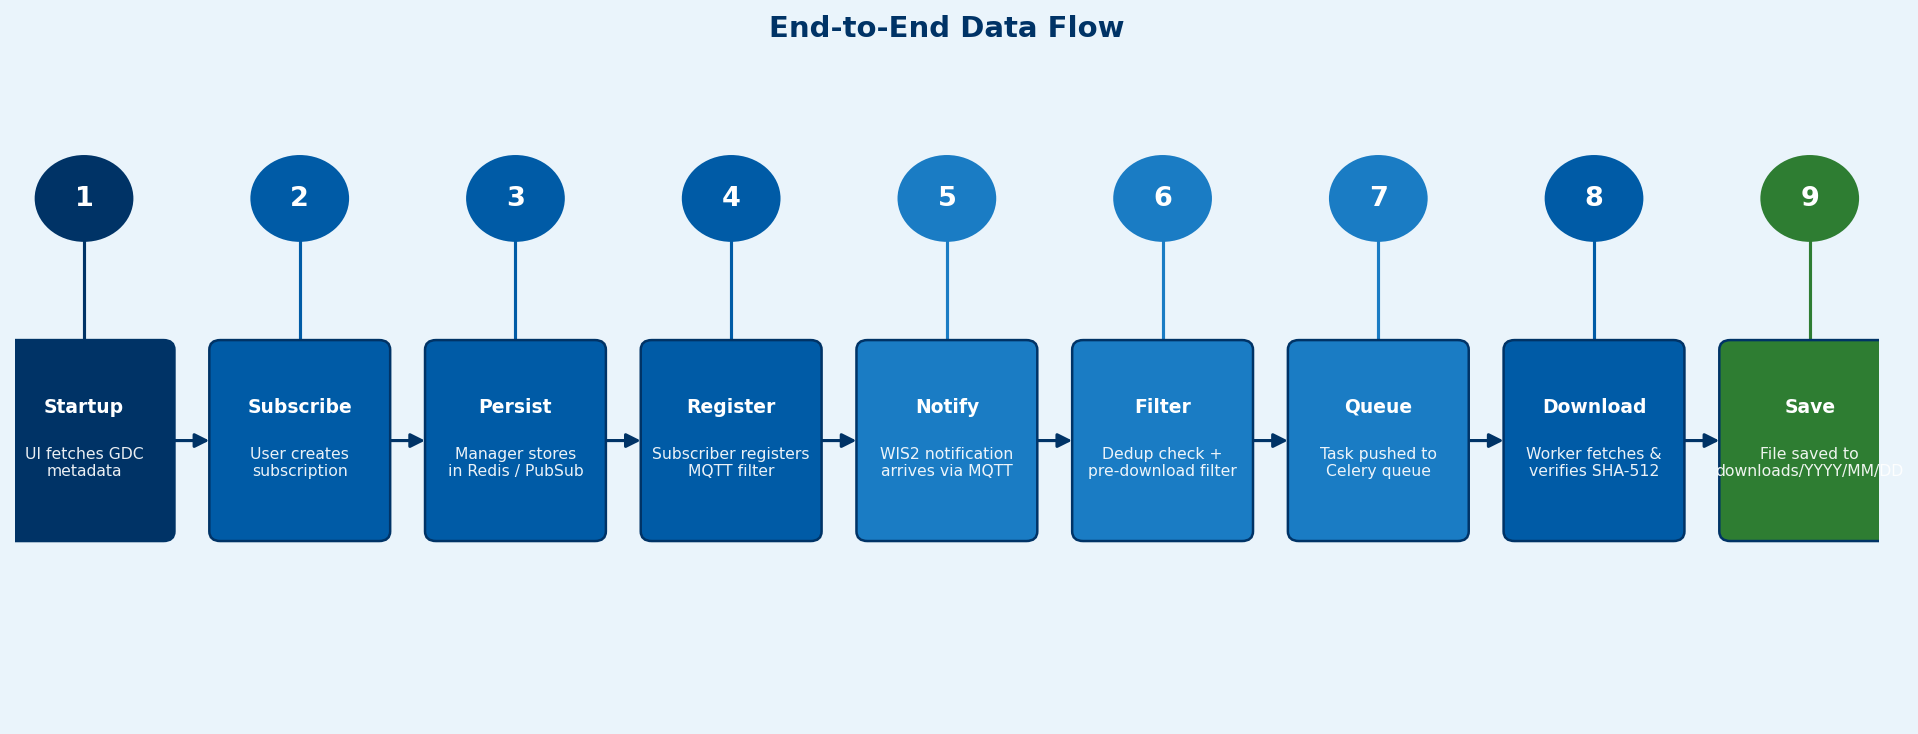 End-to-End Data Flow
1
2
3
4
5
6
7
8
9
Startup
UI fetches GDC
metadata
Subscribe
User creates
subscription
Persist
Manager stores
in Redis / PubSub
Register
Subscriber registers
MQTT filter
Notify
WIS2 notification
arrives via MQTT
Filter
Dedup check +
pre-download filter
Queue
Task pushed to
Celery queue
Download
Worker fetches &
verifies SHA-512
Save
File saved to
downloads/YYYY/MM/DD